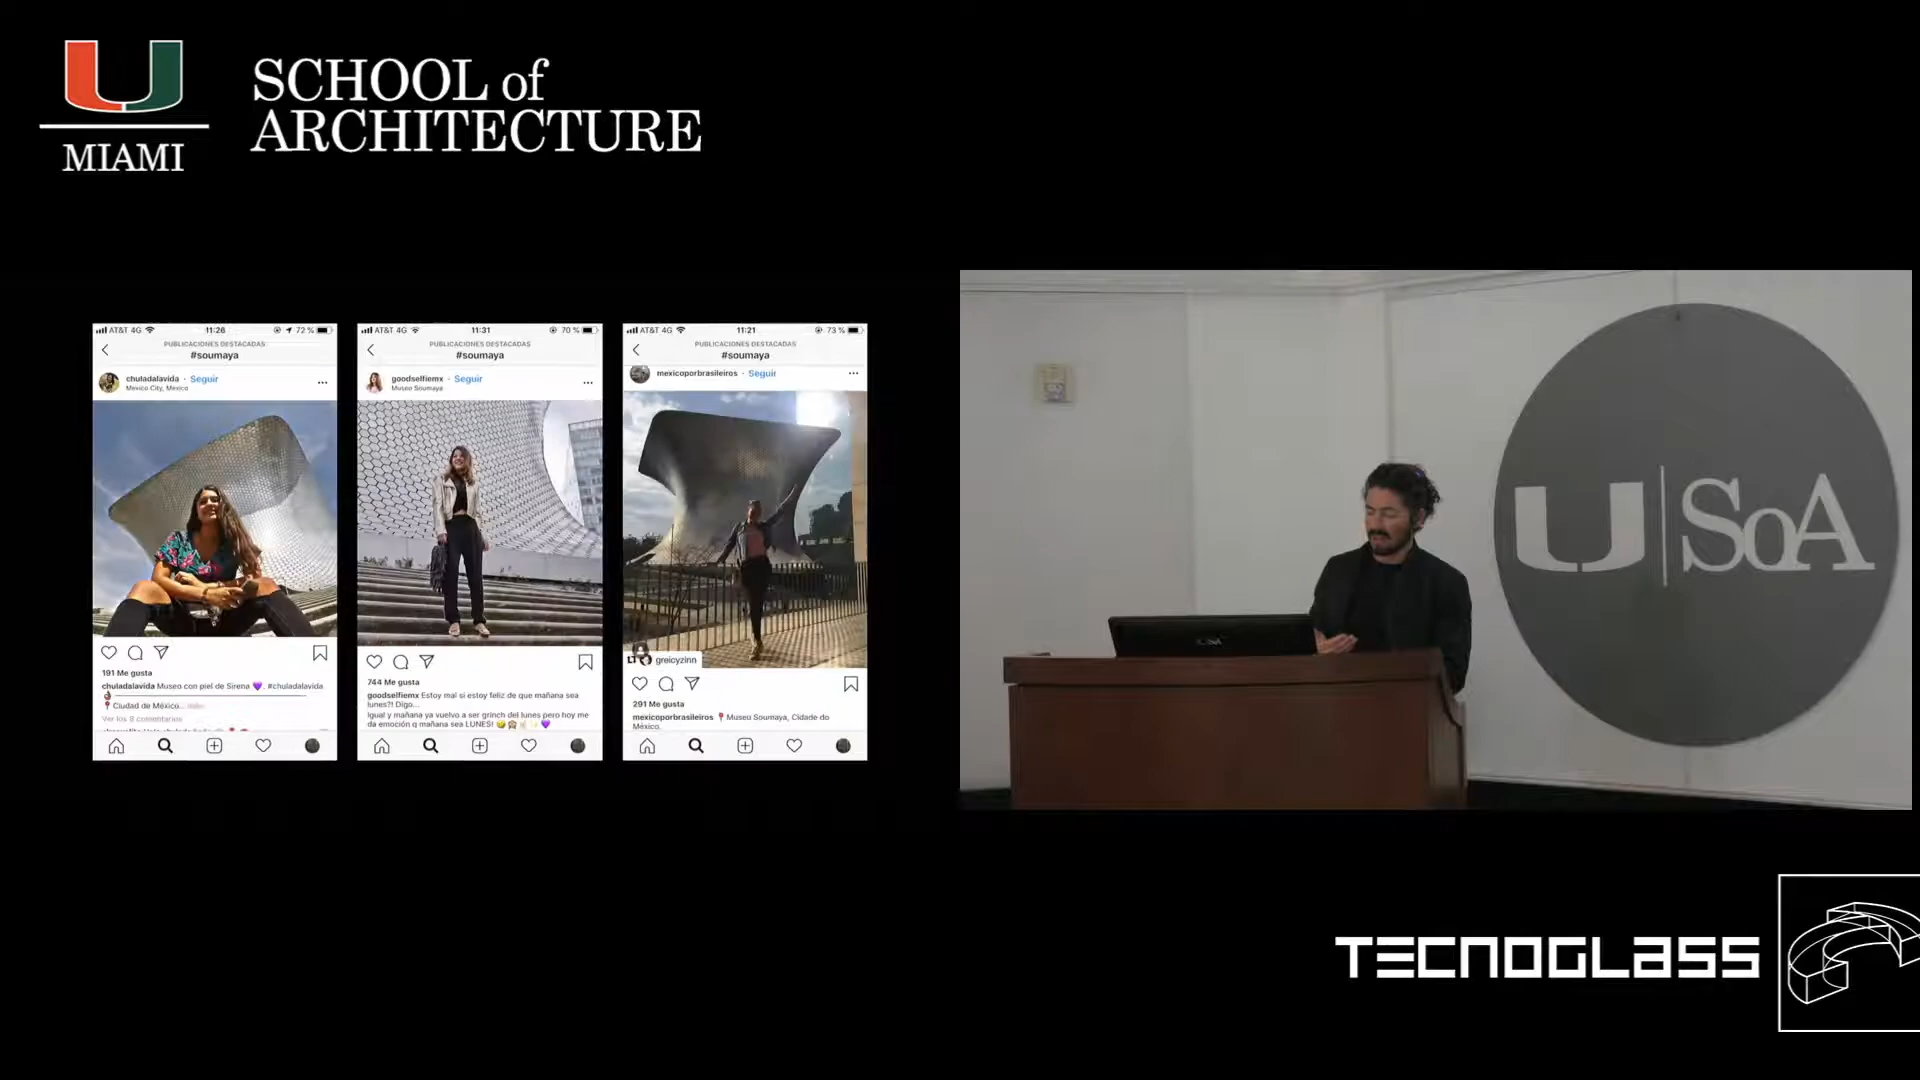 MIAMI
SCHOOL of
ARCHITECTURE
AT&T 4G
11:26
72 %
PUBLICACIONES DESTACADAS
#soumaya
chuladalavida · Seguir
Mexico City, Mexico
191 Me gusta
chuladalavida Museo con piel de Sirena 💜. #chuladalavida
📍 Ciudad de México...
Ver los 8 comentarios
AT&T 4G
11:31
70 %
PUBLICACIONES DESTACADAS
#soumaya
goodselfiemx · Seguir
Museo Soumaya
744 Me gusta
goodselfiemx Estoy mal si estoy feliz de que mañana sea
lunes?! Digo...
Igual y mañana ya vuelvo a ser grinch del lunes pero hoy me
da emoción q mañana sea LUNES!
AT&T 4G
11:21
73 %
PUBLICACIONES DESTACADAS
#soumaya
mexicoporbrasileiros · Seguir
greicyzinn
291 Me gusta
mexicoporbrasileiros 📍 Museu Soumaya, Cidade do
México.
U | SoA
TECNOGLASS